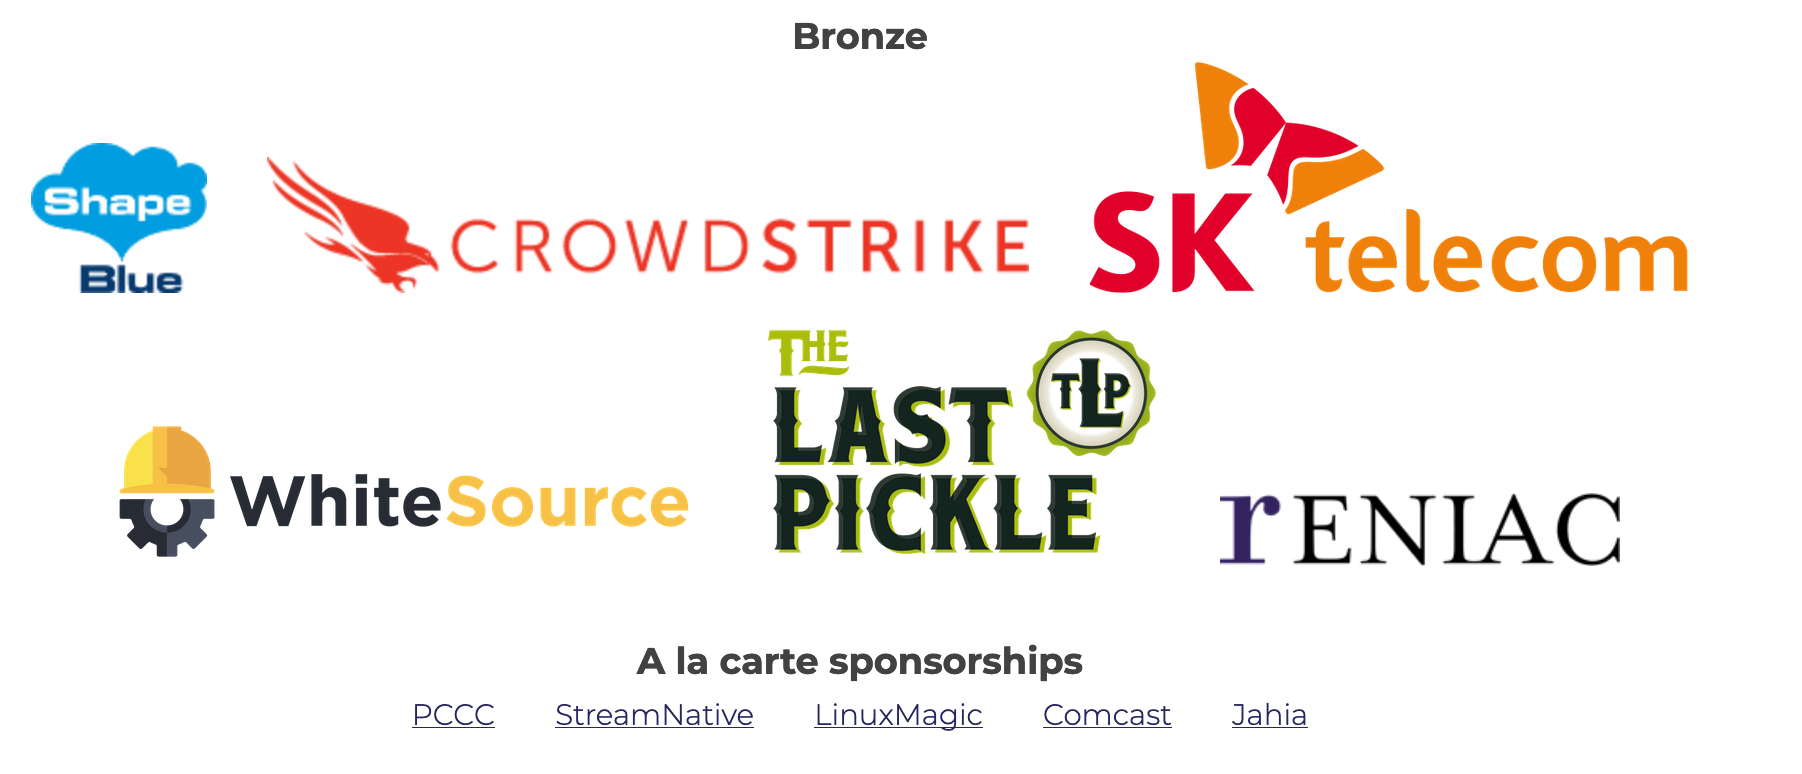 Bronze
Shape
Blue
CROWDSTRIKE
SK telecom
WhiteSource
THE
LAST
PICKLE
TLP
rENIAC
A la carte sponsorships
PCCC StreamNative LinuxMagic Comcast Jahia